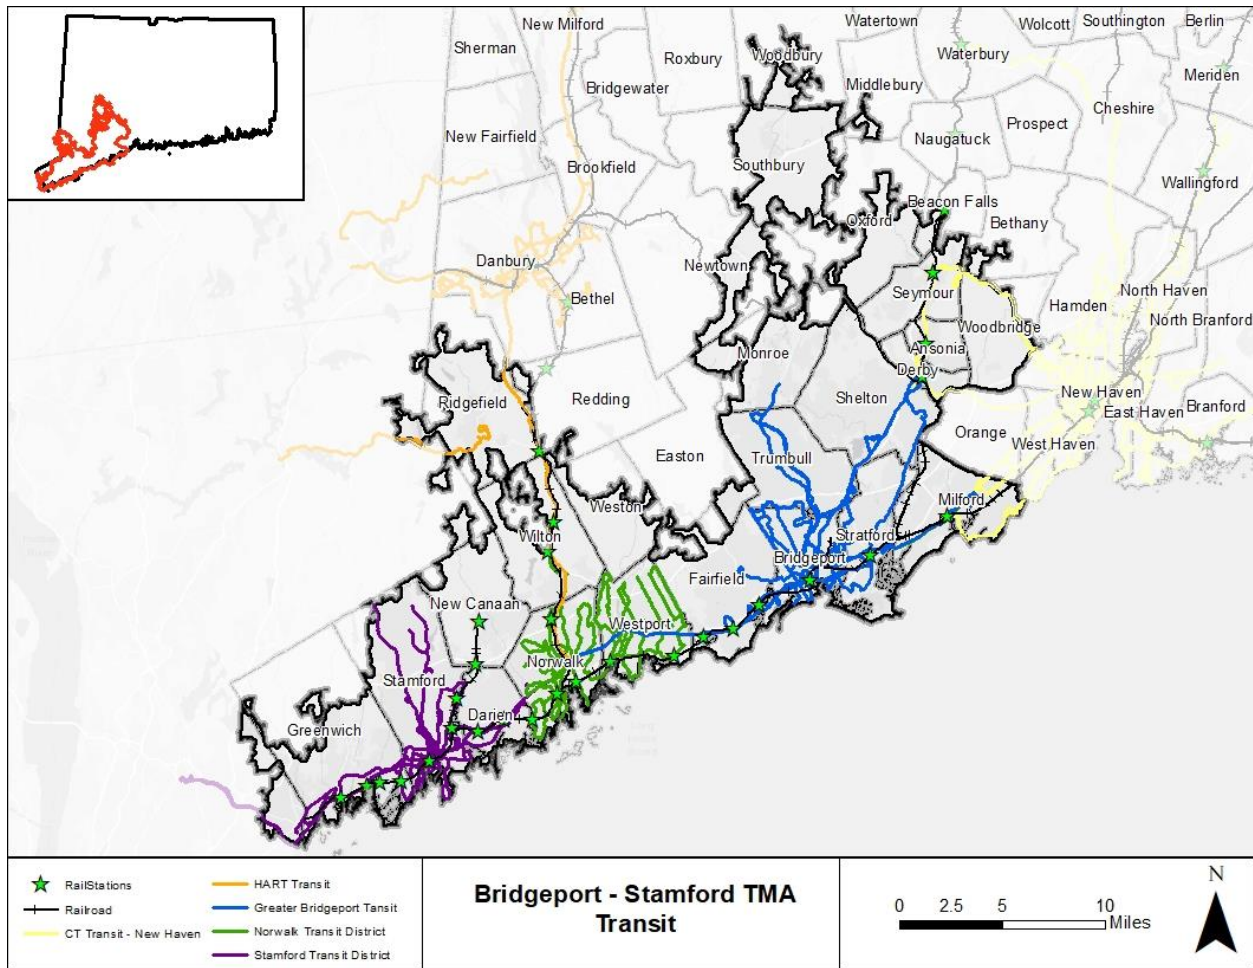 New Milford
Watertown
Wolcott
Southington
Berlin
Sherman
Roxbury
Woodbury
Waterbury
Meriden
Bridgewater
Middlebury
Cheshire
New Fairfield
Naugatuck
Prospect
Brookfield
Southbury
Wallingford
Beacon Falls
Oxford
Bethany
Danbury
Newtown
Bethel
Seymour
Hamden
North Haven
Woodbridge
North Branford
Monroe
Ansonia
Derby
Ridgefield
Redding
Shelton
New Haven
East Haven
Branford
Orange
West Haven
Trumbull
Easton
Weston
Milford
Wilton
Stratford
Bridgeport
Fairfield
New Canaan
Westport
Norwalk
Stamford
Darien
Greenwich
RailStations
Railroad
CT Transit - New Haven
HART Transit
Greater Bridgeport Tansit
Norwalk Transit District
Stamford Transit District
Bridgeport - Stamford TMA
Transit
0 2.5 5 10
Miles
N